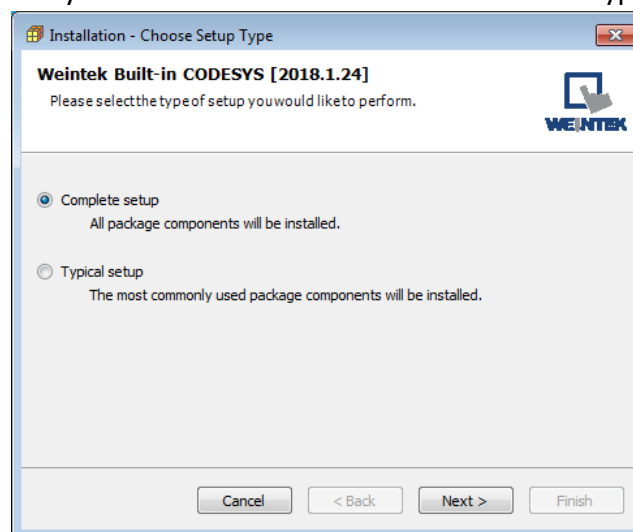 Installation - Choose Setup Type
Weintek Built-in CODESYS [2018.1.24]
Please select the type of setup you would like to perform.
WEINTEK
Complete setup
All package components will be installed.
Typical setup
The most commonly used package components will be installed.
Cancel < Back Next > Finish